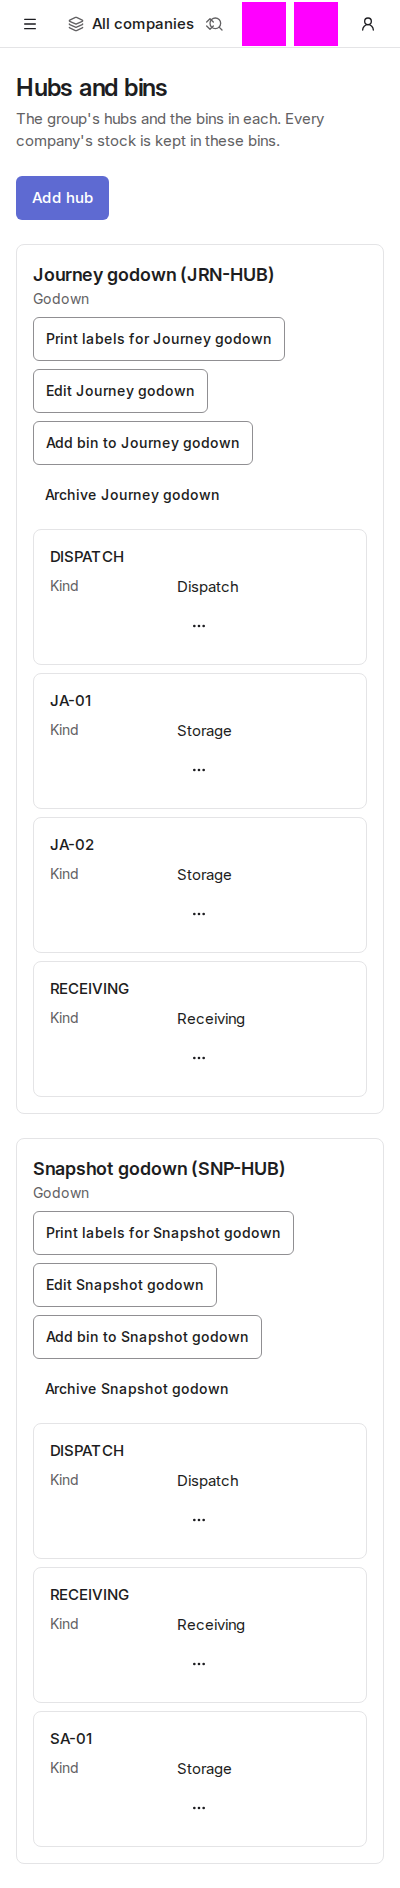 All companies
Hubs and bins
The group's hubs and the bins in each. Every
company's stock is kept in these bins.
Add hub
Journey godown (JRN-HUB)
Godown
Print labels for Journey godown
Edit Journey godown
Add bin to Journey godown
Archive Journey godown
DISPATCH
Kind Dispatch
...
JA-01
Kind Storage
...
JA-02
Kind Storage
...
RECEIVING
Kind Receiving
...
Snapshot godown (SNP-HUB)
Godown
Print labels for Snapshot godown
Edit Snapshot godown
Add bin to Snapshot godown
Archive Snapshot godown
DISPATCH
Kind Dispatch
...
RECEIVING
Kind Receiving
...
SA-01
Kind Storage
...